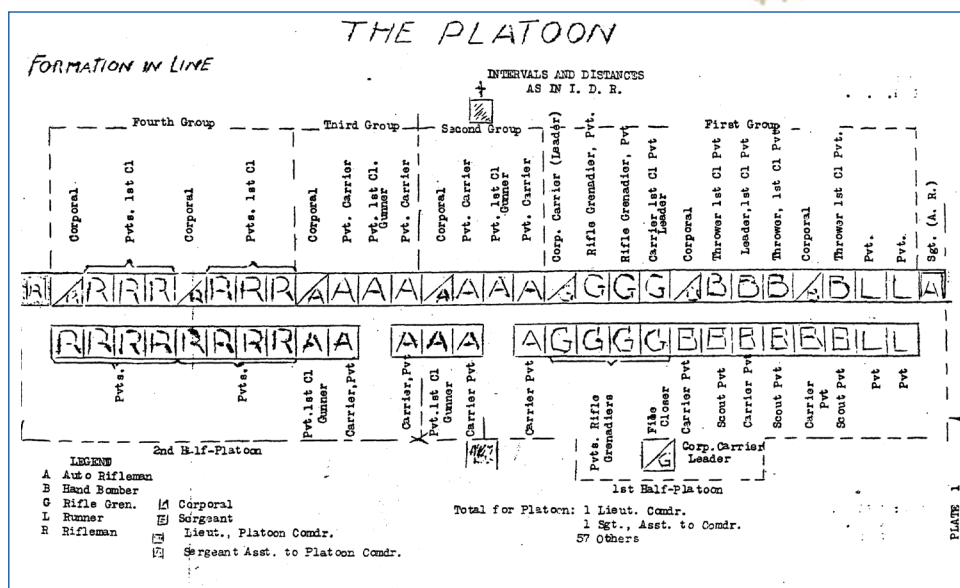 THE PLATOON
FORMATION IN LINE
INTERVALS AND DISTANCES
AS IN I. D. R.
Fourth Group
Third Group
Second Group
First Group
Corporal
Pvts. 1st Cl
Corporal
Pvts. 1st Cl
Corporal
Pvt. Carrier
Pvt. 1st Cl. Gunner
Pvt. Carrier
Corporal
Pvt. Carrier
Pvt. 1st Cl Gunner
Pvt. Carrier
Corp. Carrier (Leader)
Rifle Grenadier, Pvt.
Rifle Grenadier, Pvt
Carrier 1st Cl Pvt Leader
Corporal
Thrower 1st Cl Pvt
Leader, 1st Cl Pvt
Thrower, 1st Cl Pvt
Corporal
Thrower 1st Cl Pvt.
Pvt.
Pvt.
Sgt. (A. R.)
R R R R R R R R A A A A A A A A G G G G B B B B B B L L A
R R R R R R R R A A A A A A G G G G B B B B B B L L
Pvts.
Pvts.
Pvt. 1st Cl Gunner
Carrier, Pvt
Carrier, Pvt
Pvt. 1st Cl Gunner
Carrier Pvt
Carrier Pvt
Pvts. Rifle Grenadiers
File Closer
Carrier Pvt
Scout Pvt
Carrier Pvt
Scout Pvt.
Carrier Pvt
Scout Pvt
Pvt
Pvt
G
Corp. Carrier
Leader
2nd Half-Platoon
1st Half-Platoon
LEGEND
A Auto Rifleman
B Hand Bomber
G Rifle Gren.
L Runner
R Rifleman
Corporal
Sergeant
Lieut., Platoon Comdr.
Sergeant Asst. to Platoon Comdr.
Total for Platoon: 1 Lieut. Comdr.
1 Sgt., Asst. to Comdr.
57 Others
PLATE 1